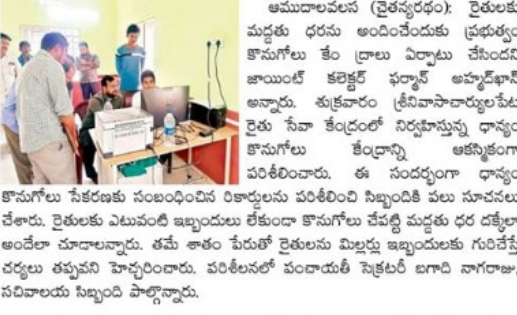 ఆముదాలవలస (చైతన్యరథం): రైతులకు
మద్దతు ధరను అందించేందుకు ప్రభుత్వం
కొనుగోలు కేం ద్రాలు ఏర్పాటు చేసిందని
జాయింట్ కలెక్టర్ ఫర్మాన్ అహ్మద్‌ఖాన్
అన్నారు. శుక్రవారం శ్రీనివాసాచార్యులపేట
రైతు సేవా కేంద్రంలో నిర్వహిస్తున్న ధాన్యం
కొనుగోలు కేంద్రాన్ని ఆకస్మికంగా
పరిశీలించారు. ఈ సందర్భంగా ధాన్యం
కొనుగోలు సేకరణకు సంబంధించిన రికార్డులను పరిశీలించి సిబ్బందికి పలు సూచనలు
చేశారు. రైతులకు ఎటువంటి ఇబ్బందులు లేకుండా కొనుగోలు చేపట్టి మద్దతు ధర దక్కేలా
అందేలా చూడాలన్నారు. తమే శాతం పేరుతో రైతులను మిల్లర్లు ఇబ్బందులకు గురిచేస్తే
చర్యలు తప్పవని హెచ్చరించారు. పరిశీలనలో పంచాయతీ సెక్రటరీ బగాది నాగరాజు,
సచివాలయ సిబ్బంది పాల్గొన్నారు.